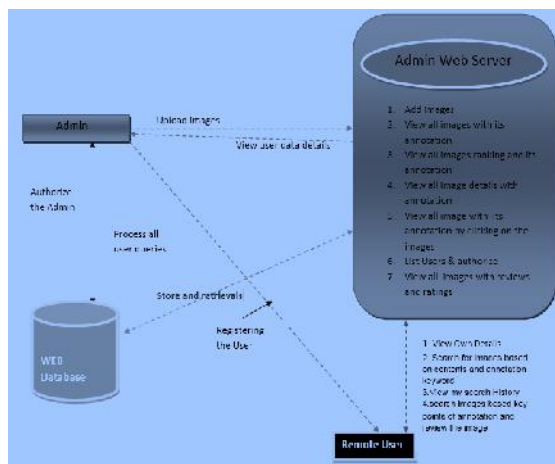 Admin Web Server
1. Add Images
2. View all images with its
annotation
3. View all images ranking and its
annotation
4. View all image details with
annotation
5. View all image with its
annotation by clicking on the
images
6. List Users & authorize
7. View all images with reviews
and ratings
Admin
Upload Images
View user data details
Authorize
the Admin
Process all
user queries
Store and retrievals
Registering
the User
WEB
Database
1. View Own Details
2. Search for images based
on contents and annotation
keyword
3.View my search History
4.search images based key
points of annotation and
review the image
Remote User